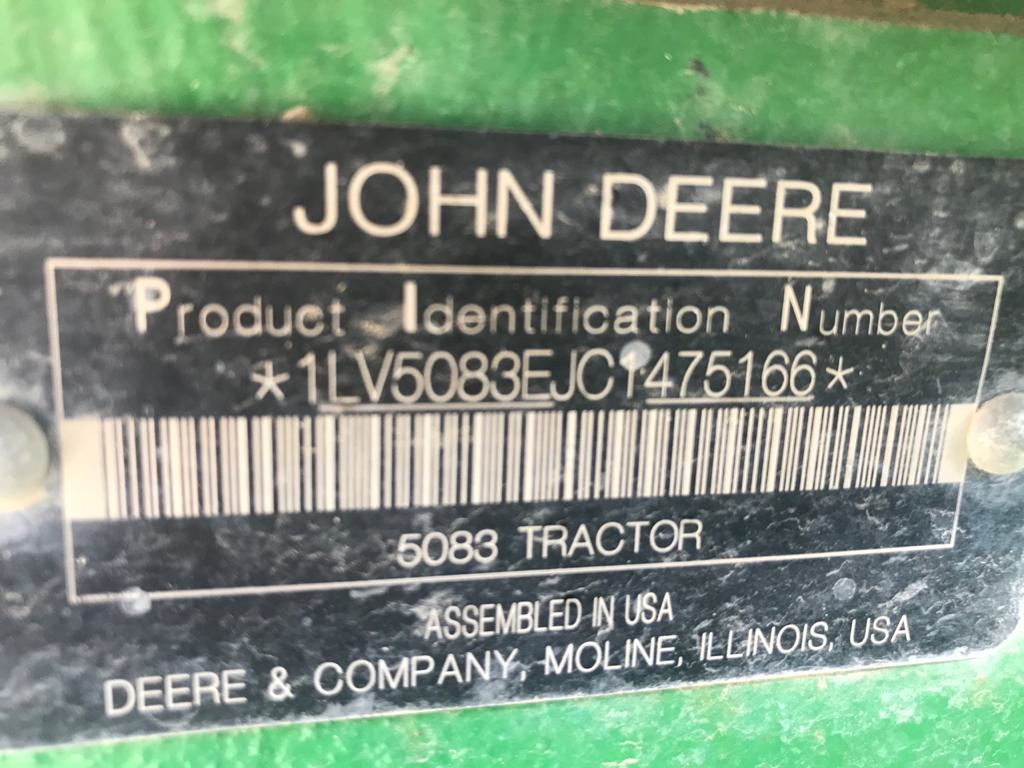 JOHN DEERE
Product Identification Number
*1LV5083EJC1475166*
5083 TRACTOR
ASSEMBLED IN USA
DEERE & COMPANY, MOLINE, ILLINOIS, USA